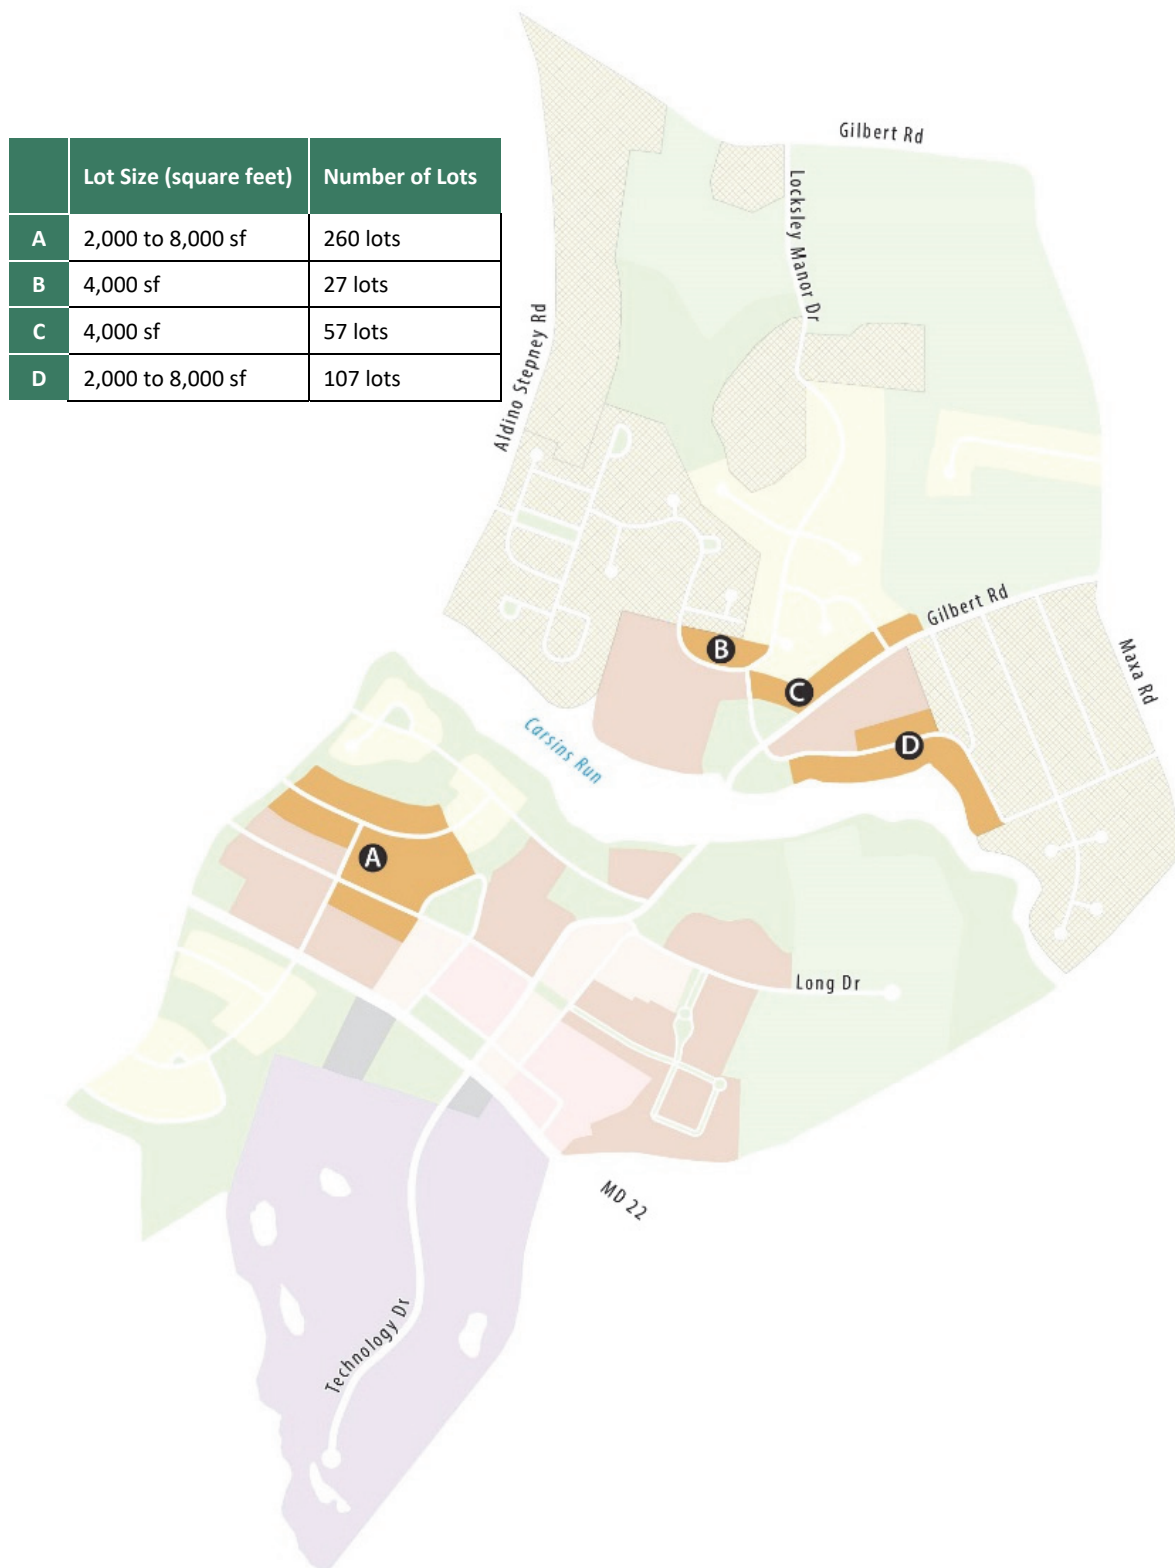 Lot Size (square feet) Number of Lots
A 2,000 to 8,000 sf 260 lots
B 4,000 sf 27 lots
C 4,000 sf 57 lots
D 2,000 to 8,000 sf 107 lots
Gilbert Rd
Locksley Manor Dr
Aldino Stepney Rd
Gilbert Rd
Maxa Rd
B
C
D
Carsins Run
A
Long Dr
MD 22
Technology Dr